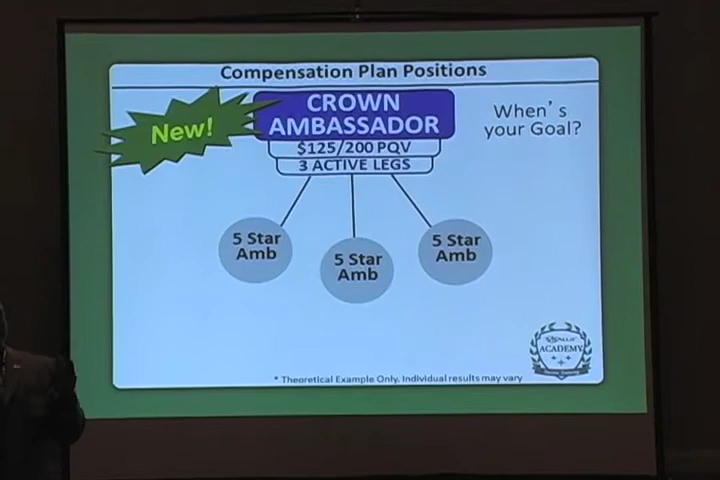 Compensation Plan Positions
New!
CROWN
AMBASSADOR
$125/200 PQV
3 ACTIVE LEGS
When's
your Goal?
5 Star
Amb
5 Star
Amb
5 Star
Amb
ACADEMY
* Theoretical Example Only. Individual results may vary